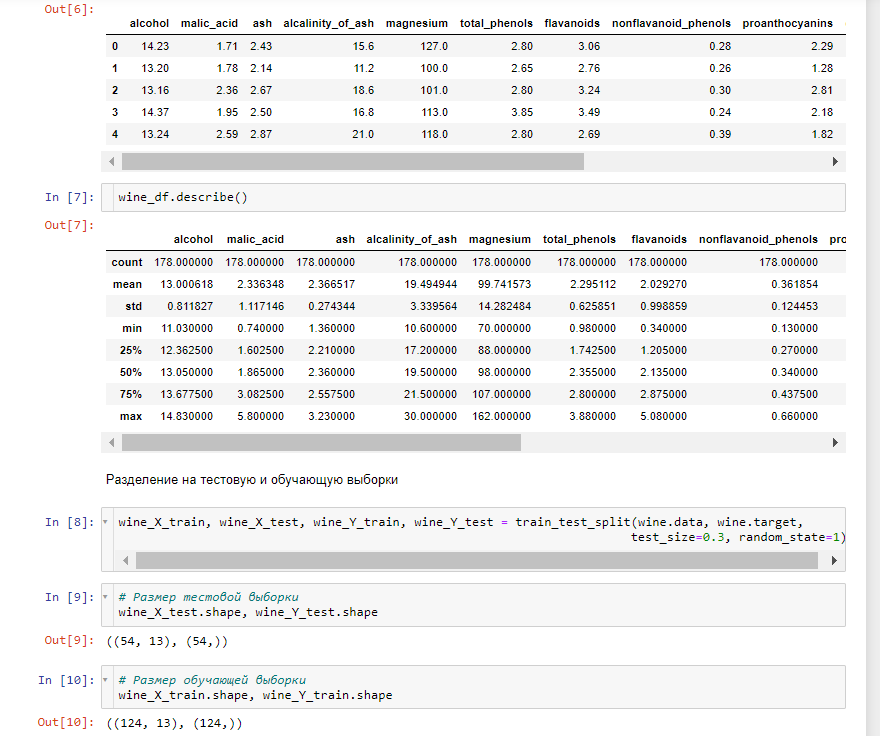 Out[6]:
alcohol malic_acid ash alcalinity_of_ash magnesium total_phenols flavanoids nonflavanoid_phenols proanthocyanins
0 14.23 1.71 2.43 15.6 127.0 2.80 3.06 0.28 2.29
1 13.20 1.78 2.14 11.2 100.0 2.65 2.76 0.26 1.28
2 13.16 2.36 2.67 18.6 101.0 2.80 3.24 0.30 2.81
3 14.37 1.95 2.50 16.8 113.0 3.85 3.49 0.24 2.18
4 13.24 2.59 2.87 21.0 118.0 2.80 2.69 0.39 1.82
In [7]: wine_df.describe()
Out[7]:
alcohol malic_acid ash alcalinity_of_ash magnesium total_phenols flavanoids nonflavanoid_phenols prc
count 178.000000 178.000000 178.000000 178.000000 178.000000 178.000000 178.000000 178.000000
mean 13.000618 2.336348 2.366517 19.494944 99.741573 2.295112 2.029270 0.361854
std 0.811827 1.117146 0.274344 3.339564 14.282484 0.625851 0.998859 0.124453
min 11.030000 0.740000 1.360000 10.600000 70.000000 0.980000 0.340000 0.130000
25% 12.362500 1.602500 2.210000 17.200000 88.000000 1.742500 1.205000 0.270000
50% 13.050000 1.865000 2.360000 19.500000 98.000000 2.355000 2.135000 0.340000
75% 13.677500 3.082500 2.557500 21.500000 107.000000 2.800000 2.875000 0.437500
max 14.830000 5.800000 3.230000 30.000000 162.000000 3.880000 5.080000 0.660000
Разделение на тестовую и обучающую выборки
In [8]: wine_X_train, wine_X_test, wine_Y_train, wine_Y_test = train_test_split(wine.data, wine.target,
test_size=0.3, random_state=1)
In [9]: # Размер тестовой выборки
wine_X_test.shape, wine_Y_test.shape
Out[9]: ((54, 13), (54,))
In [10]: # Размер обучающей выборки
wine_X_train.shape, wine_Y_train.shape
Out[10]: ((124, 13), (124,))